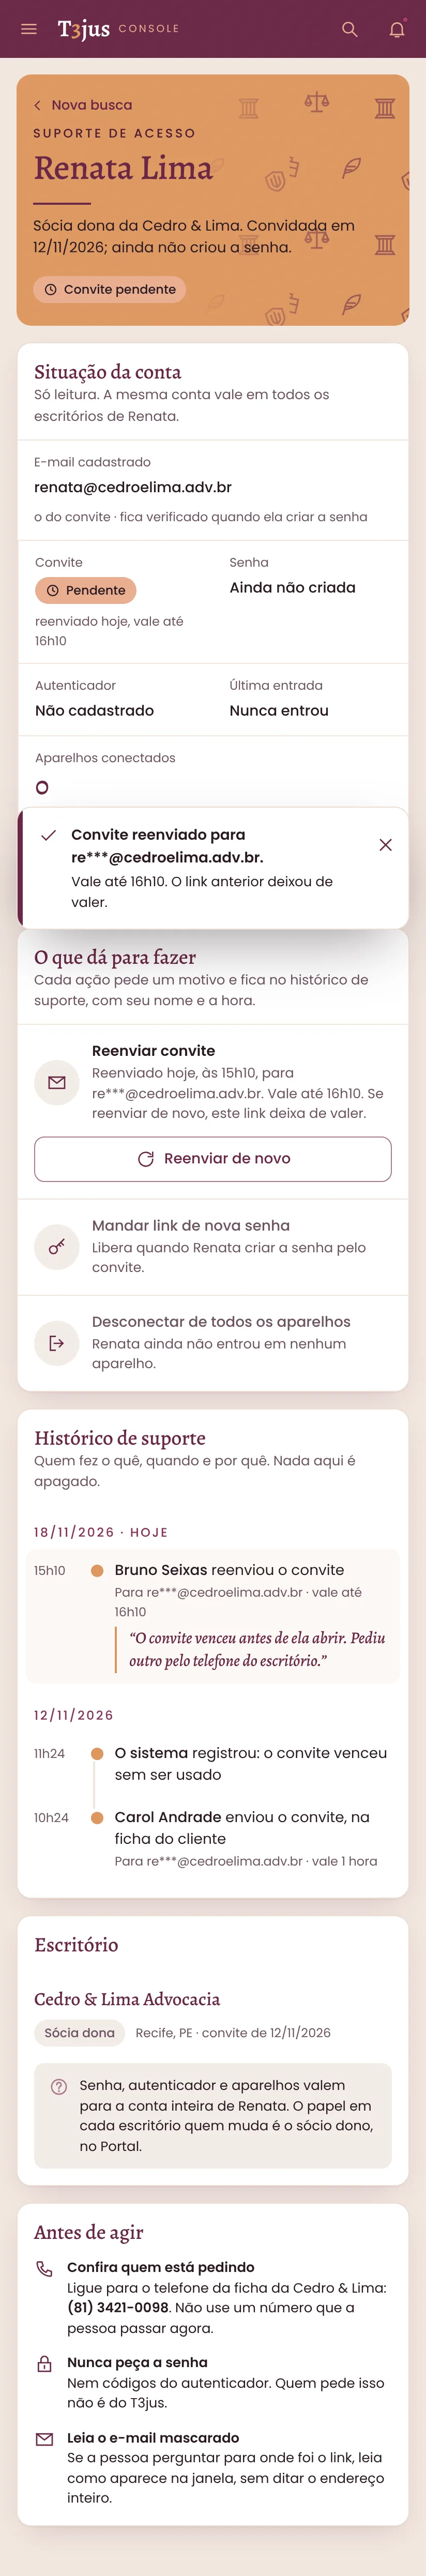 T3jus CONSOLE
Nova busca
SUPORTE DE ACESSO
Renata Lima
Sócia dona da Cedro & Lima. Convidada em
12/11/2026; ainda não criou a senha.
Convite pendente
Situação da conta
Só leitura. A mesma conta vale em todos os
escritórios de Renata.
E-mail cadastrado
renata@cedroelima.adv.br
o do convite · fica verificado quando ela criar a senha
Convite
Pendente
reenviado hoje, vale até
16h10
Senha
Ainda não criada
Autenticador
Não cadastrado
Última entrada
Nunca entrou
Aparelhos conectados
0
Convite reenviado para
re***@cedroelima.adv.br.
Vale até 16h10. O link anterior deixou de
valer.
O que dá para fazer
Cada ação pede um motivo e fica no histórico de
suporte, com seu nome e a hora.
Reenviar convite
Reenviado hoje, às 15h10, para
re***@cedroelima.adv.br. Vale até 16h10. Se
reenviar de novo, este link deixa de valer.
Reenviar de novo
Mandar link de nova senha
Libera quando Renata criar a senha pelo
convite.
Desconectar de todos os aparelhos
Renata ainda não entrou em nenhum
aparelho.
Histórico de suporte
Quem fez o quê, quando e por quê. Nada aqui é
apagado.
18/11/2026 · HOJE
15h10
Bruno Seixas reenviou o convite
Para re***@cedroelima.adv.br · vale até
16h10
“O convite venceu antes de ela abrir. Pediu
outro pelo telefone do escritório.”
12/11/2026
11h24
O sistema registrou: o convite venceu
sem ser usado
10h24
Carol Andrade enviou o convite, na
ficha do cliente
Para re***@cedroelima.adv.br · vale 1 hora
Escritório
Cedro & Lima Advocacia
Sócia dona
Recife, PE · convite de 12/11/2026
Senha, autenticador e aparelhos valem
para a conta inteira de Renata. O papel em
cada escritório quem muda é o sócio dono,
no Portal.
Antes de agir
Confira quem está pedindo
Ligue para o telefone da ficha da Cedro & Lima:
(81) 3421-0098. Não use um número que a
pessoa passar agora.
Nunca peça a senha
Nem códigos do autenticador. Quem pede isso
não é do T3jus.
Leia o e-mail mascarado
Se a pessoa perguntar para onde foi o link, leia
como aparece na janela, sem ditar o endereço
inteiro.